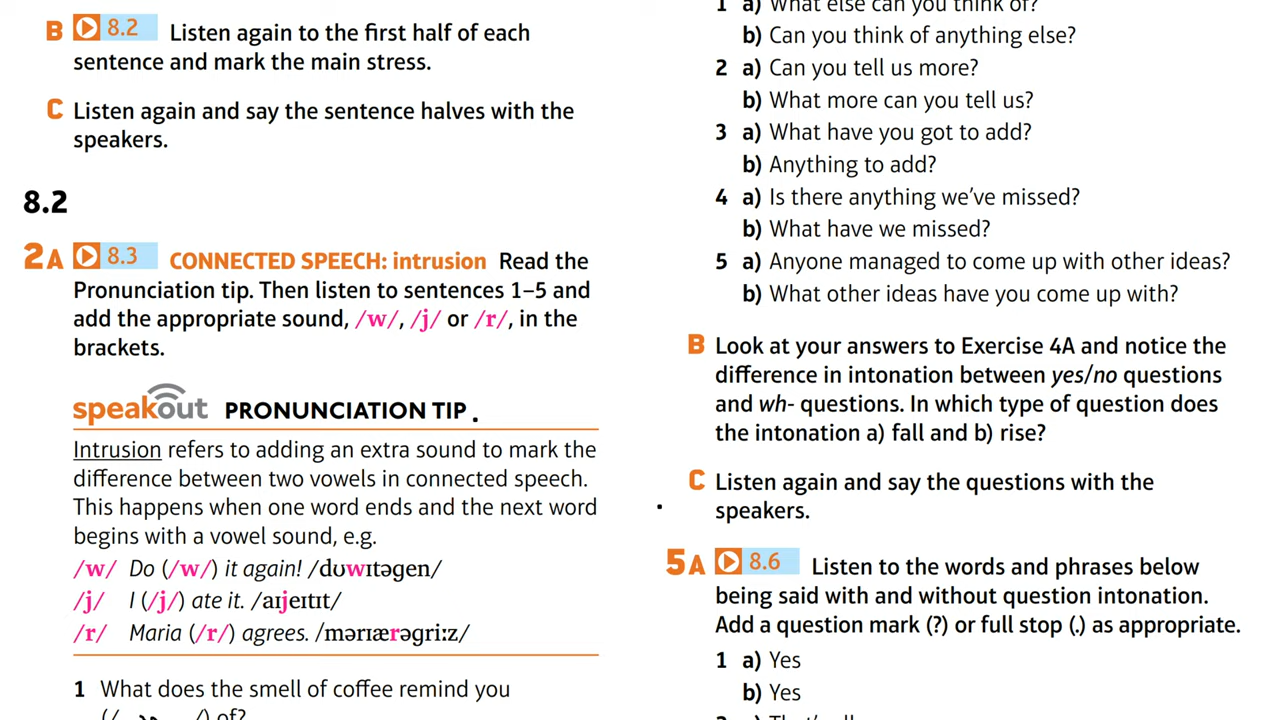 B 8.2 Listen again to the first half of each
sentence and mark the main stress.
C Listen again and say the sentence halves with the
speakers.
8.2
2A 8.3 CONNECTED SPEECH: intrusion Read the
Pronunciation tip. Then listen to sentences 1–5 and
add the appropriate sound, /w/, /j/ or /r/, in the
brackets.
speakout PRONUNCIATION TIP
Intrusion refers to adding an extra sound to mark the
difference between two vowels in connected speech.
This happens when one word ends and the next word
begins with a vowel sound, e.g.
/w/ Do (/w/) it again! /dʊwɪtəgen/
/j/ I (/j/) ate it. /aɪjeɪtɪt/
/r/ Maria (/r/) agrees. /mərɪærəgriːz/
1 What does the smell of coffee remind you
(/ /) of?
1 a) What else can you think of?
b) Can you think of anything else?
2 a) Can you tell us more?
b) What more can you tell us?
3 a) What have you got to add?
b) Anything to add?
4 a) Is there anything we’ve missed?
b) What have we missed?
5 a) Anyone managed to come up with other ideas?
b) What other ideas have you come up with?
B Look at your answers to Exercise 4A and notice the
difference in intonation between yes/no questions
and wh- questions. In which type of question does
the intonation a) fall and b) rise?
C Listen again and say the questions with the
speakers.
5A 8.6 Listen to the words and phrases below
being said with and without question intonation.
Add a question mark (?) or full stop (.) as appropriate.
1 a) Yes
b) Yes